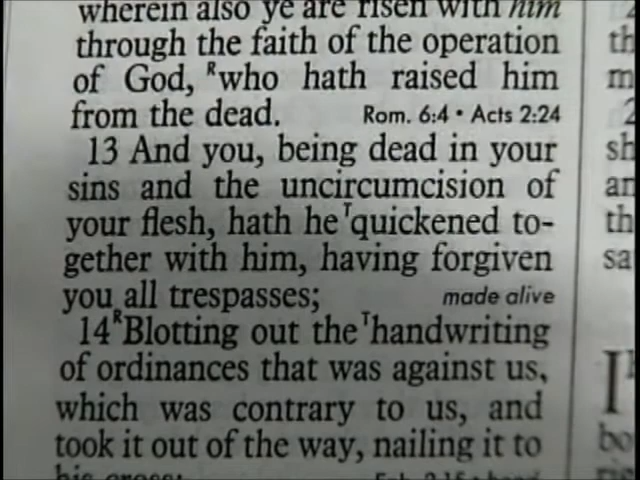 wherein also ye are risen with him
through the faith of the operation
of God, ᴿwho hath raised him
from the dead. Rom. 6:4 • Acts 2:24
13 And you, being dead in your
sins and the uncircumcision of
your flesh, hath he ᵀquickened to-
gether with him, having forgiven
you all trespasses; made alive
14 ᴿBlotting out the ᵀhandwriting
of ordinances that was against us,
which was contrary to us, and
took it out of the way, nailing it to
his cross;